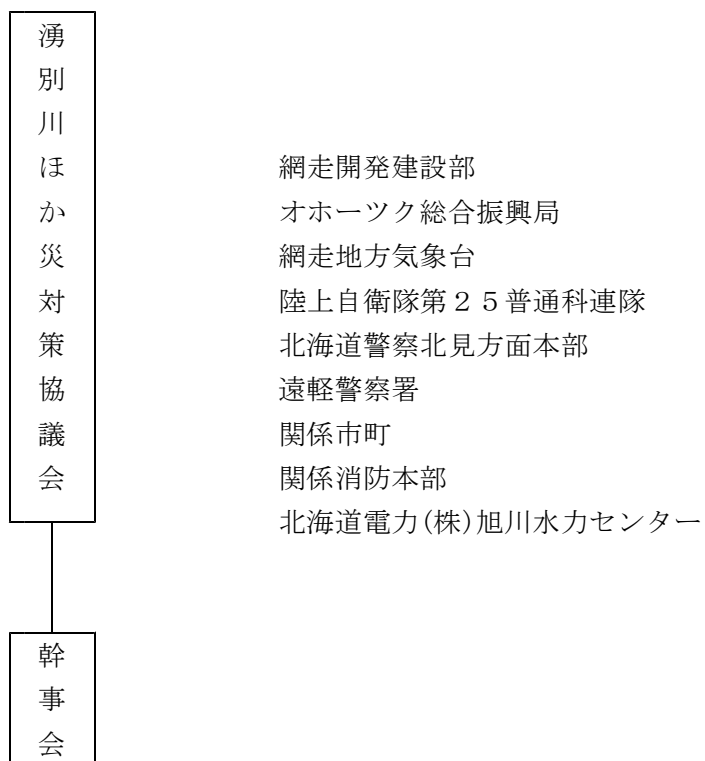 湧別川ほか災対策協議会
網走開発建設部
オホーツク総合振興局
網走地方気象台
陸上自衛隊第２５普通科連隊
北海道警察北見方面本部
遠軽警察署
関係市町
関係消防本部
北海道電力(株)旭川水力センター
幹事会